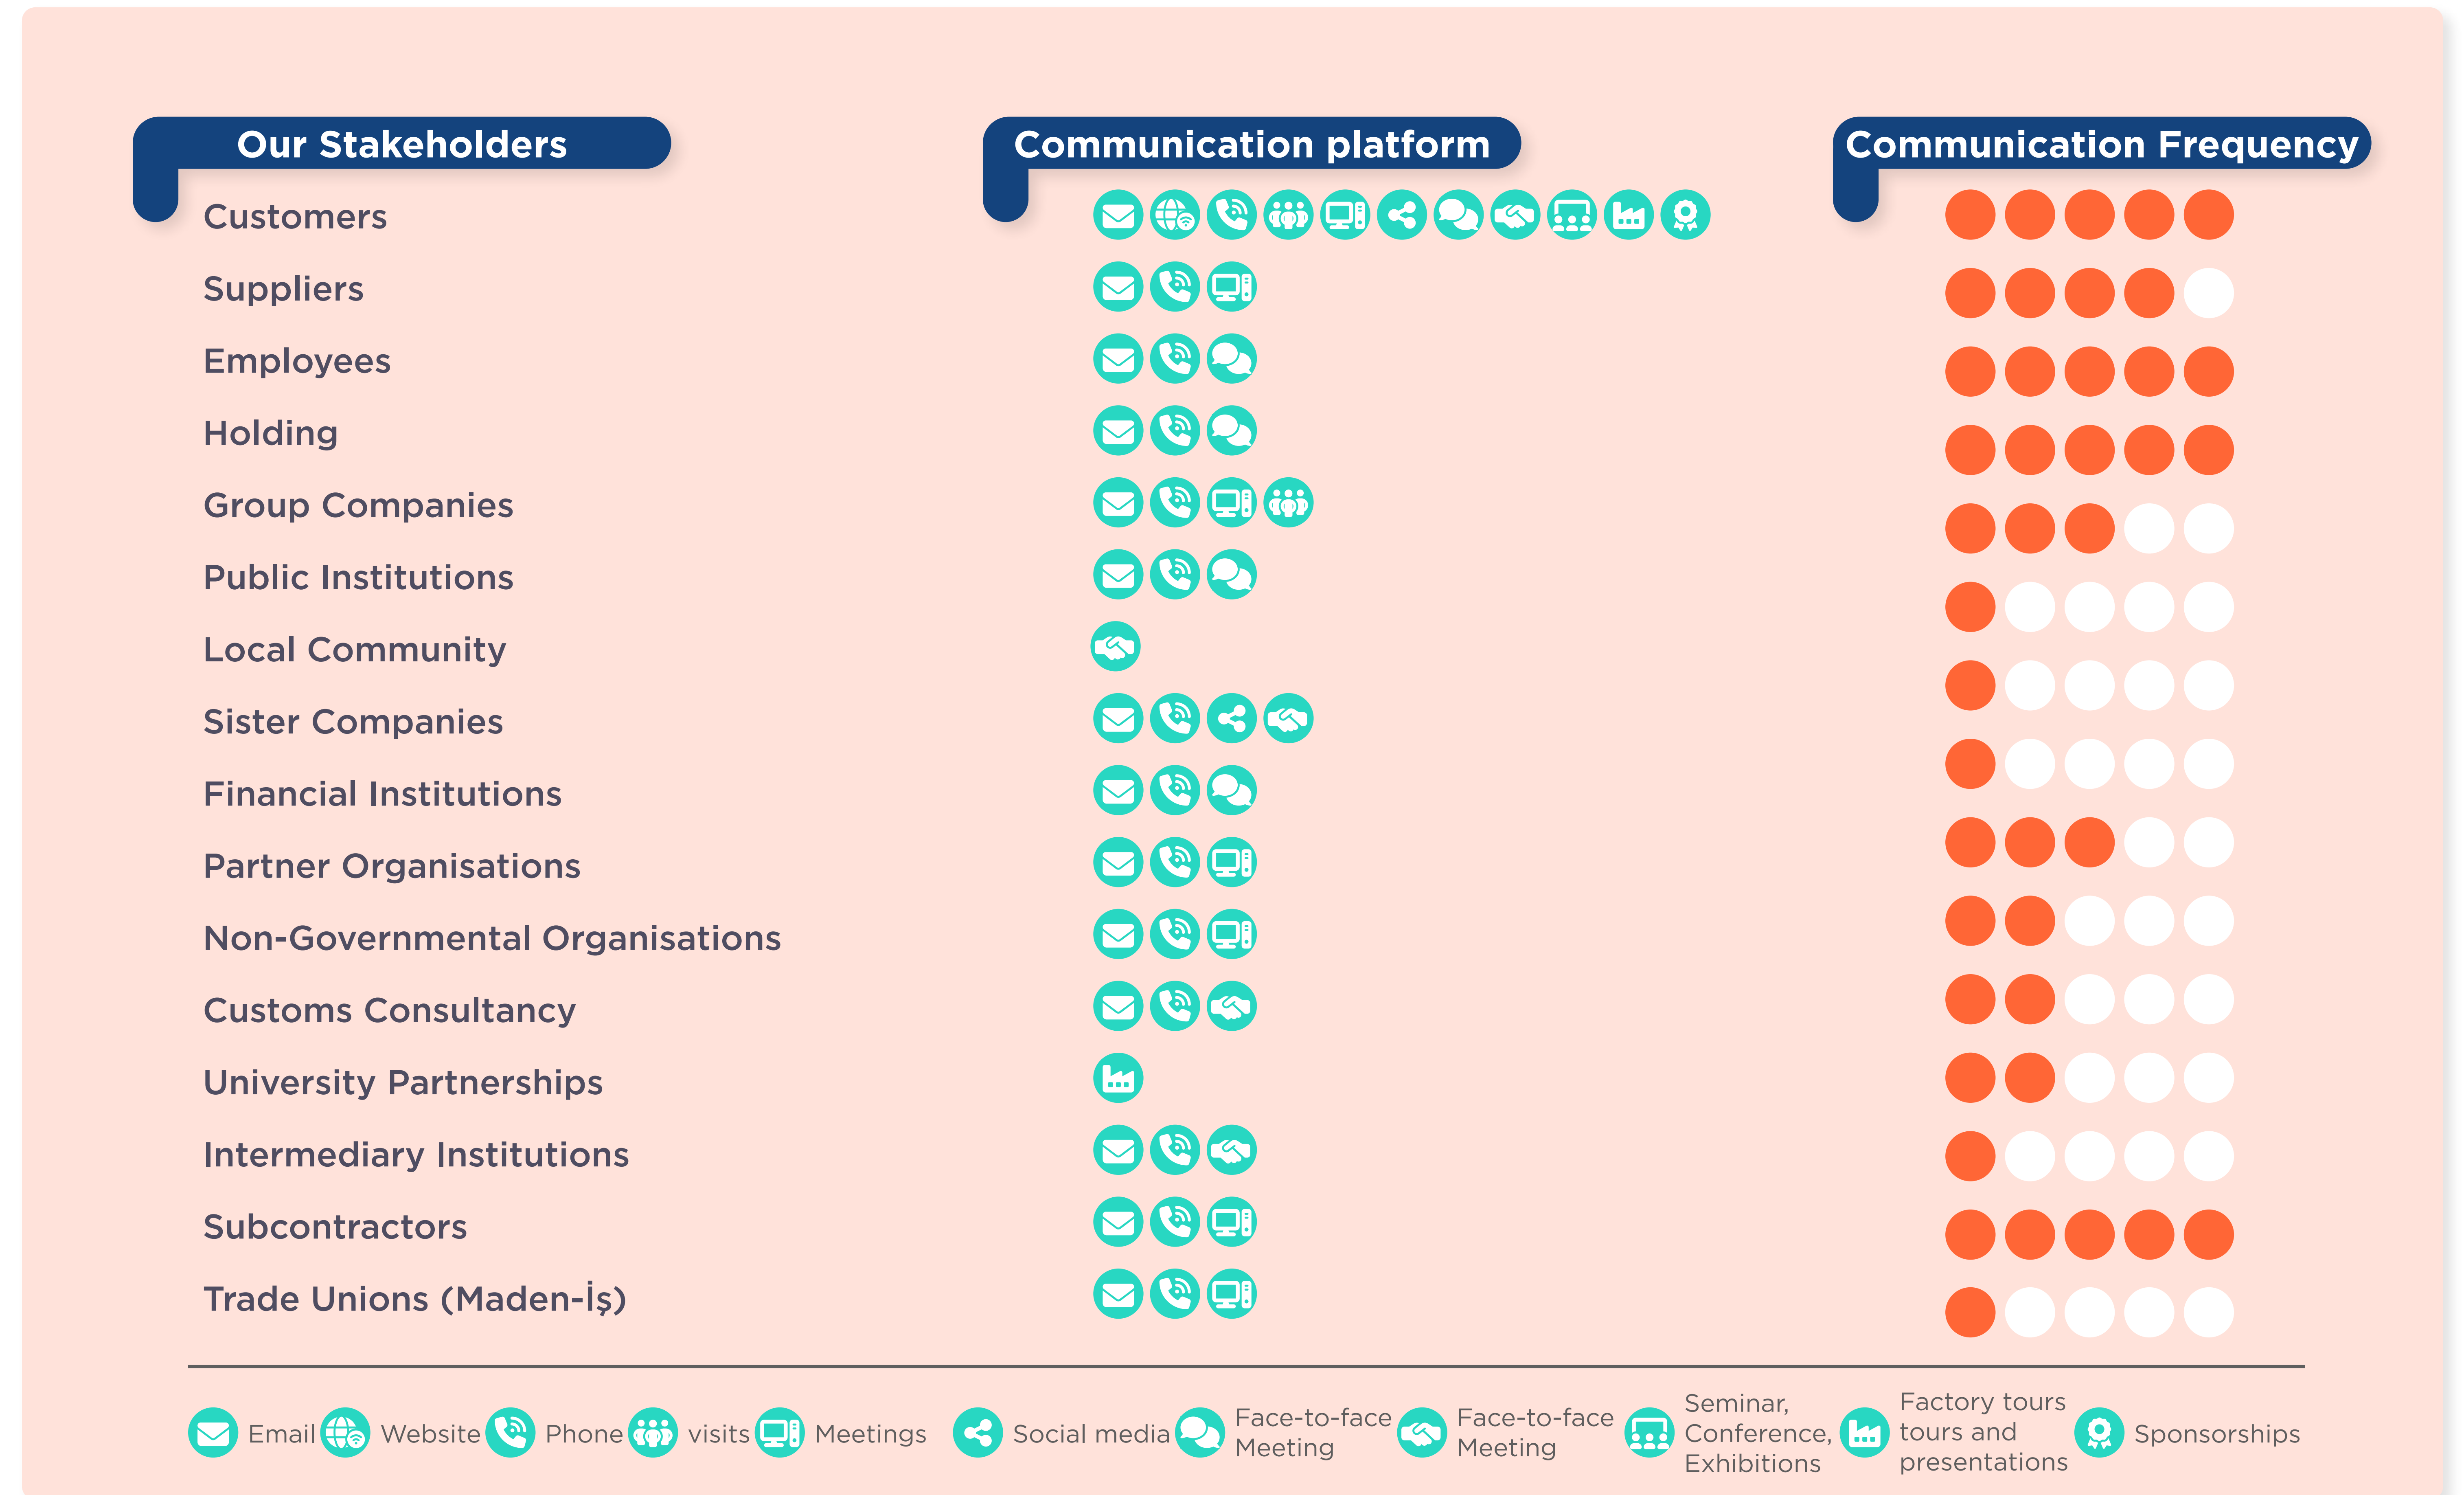 Our Stakeholders
Communication platform
Communication Frequency
Customers
Suppliers
Employees
Holding
Group Companies
Public Institutions
Local Community
Sister Companies
Financial Institutions
Partner Organisations
Non-Governmental Organisations
Customs Consultancy
University Partnerships
Intermediary Institutions
Subcontractors
Trade Unions (Maden-İş)
Email
Website
Phone
visits
Meetings
Social media
Face-to-face
Meeting
Face-to-face
Meeting
Seminar,
Conference,
Exhibitions
Factory tours
tours and
presentations
Sponsorships